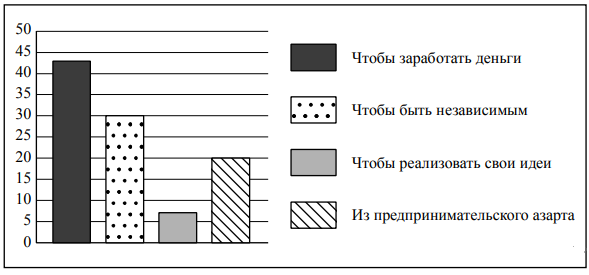 50
45
40
35
30
25
20
15
10
5
0
Чтобы заработать деньги
Чтобы быть независимым
Чтобы реализовать свои идеи
Из предпринимательского азарта